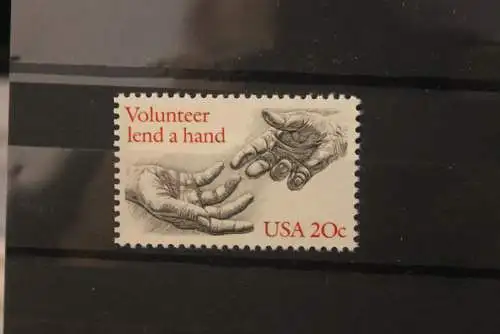 Volunteer
lend a hand
USA 20c